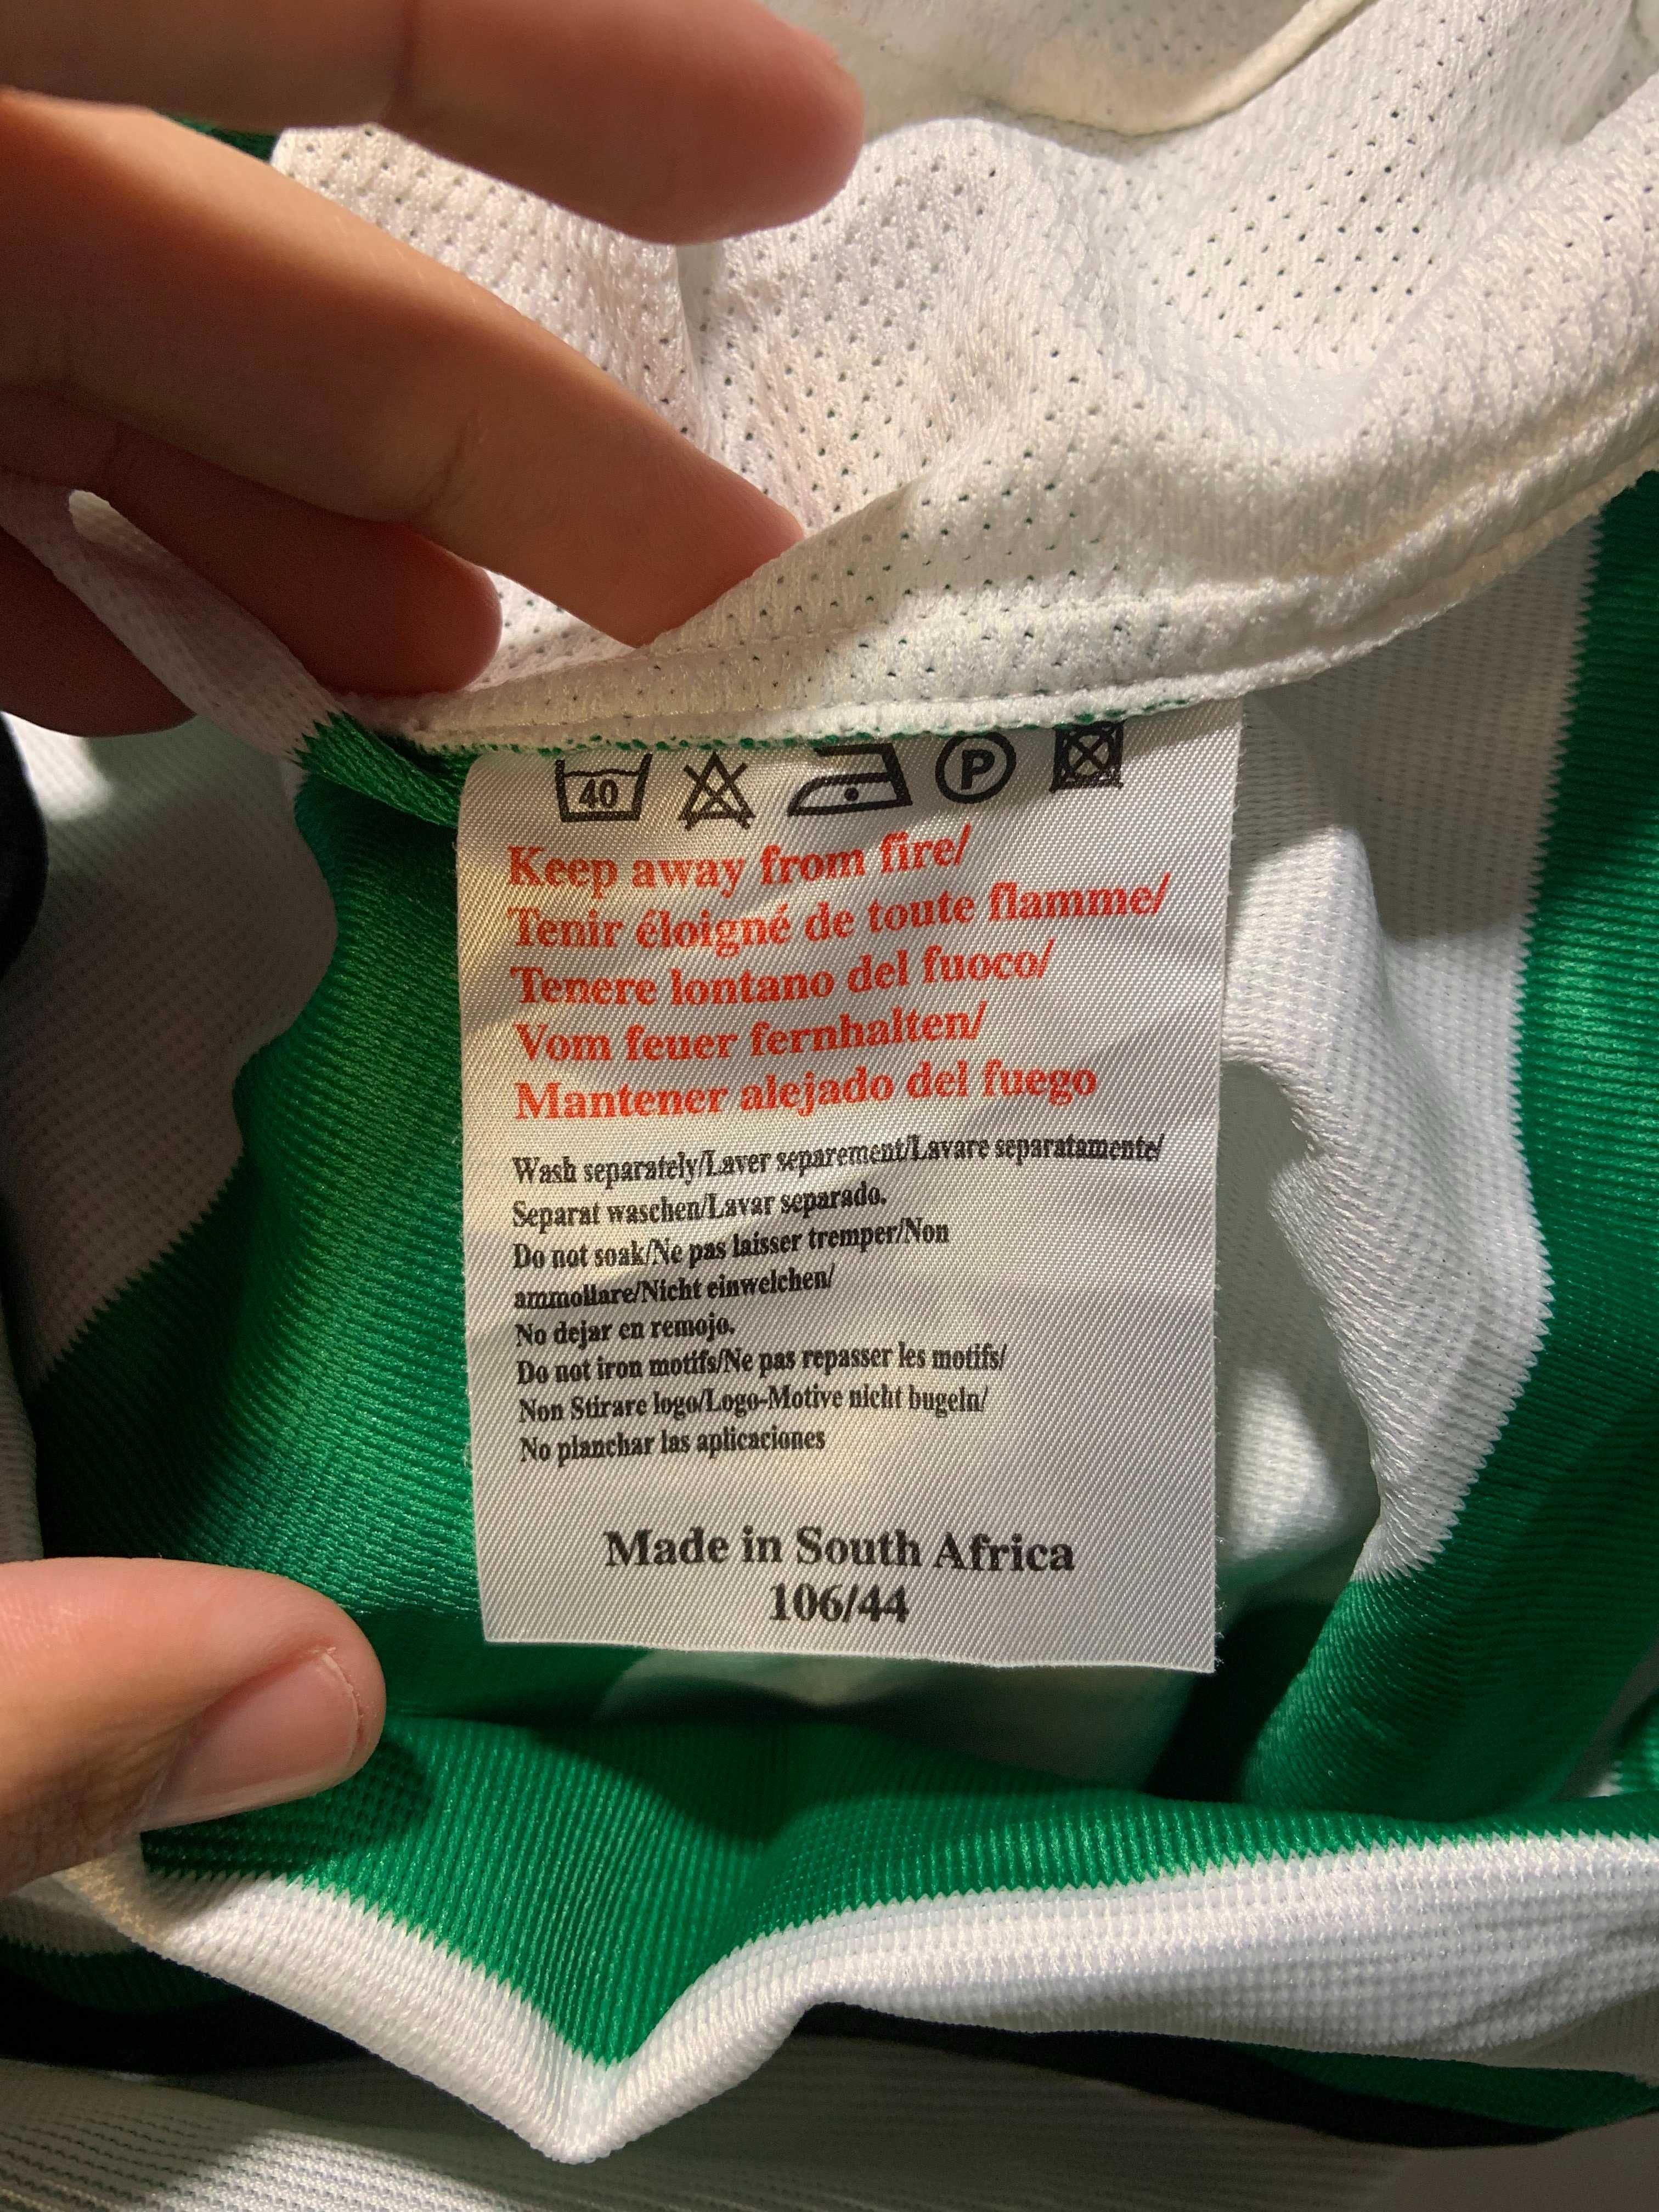 40
P
Keep away from fire/
Tenir éloigné de toute flamme/
Tenere lontano del fuoco/
Vom feuer fernhalten/
Mantener alejado del fuego
Wash separately/Laver separement/Lavare separatamente/
Separat waschen/Lavar separado.
Do not soak/Ne pas laisser tremper/Non
ammollare/Nicht einwelchen/
No dejar en remojo.
Do not iron motifs/Ne pas repasser les motifs/
Non Stirare logo/Logo-Motive nicht bugeln/
No planchar las aplicaciones
Made in South Africa
106/44